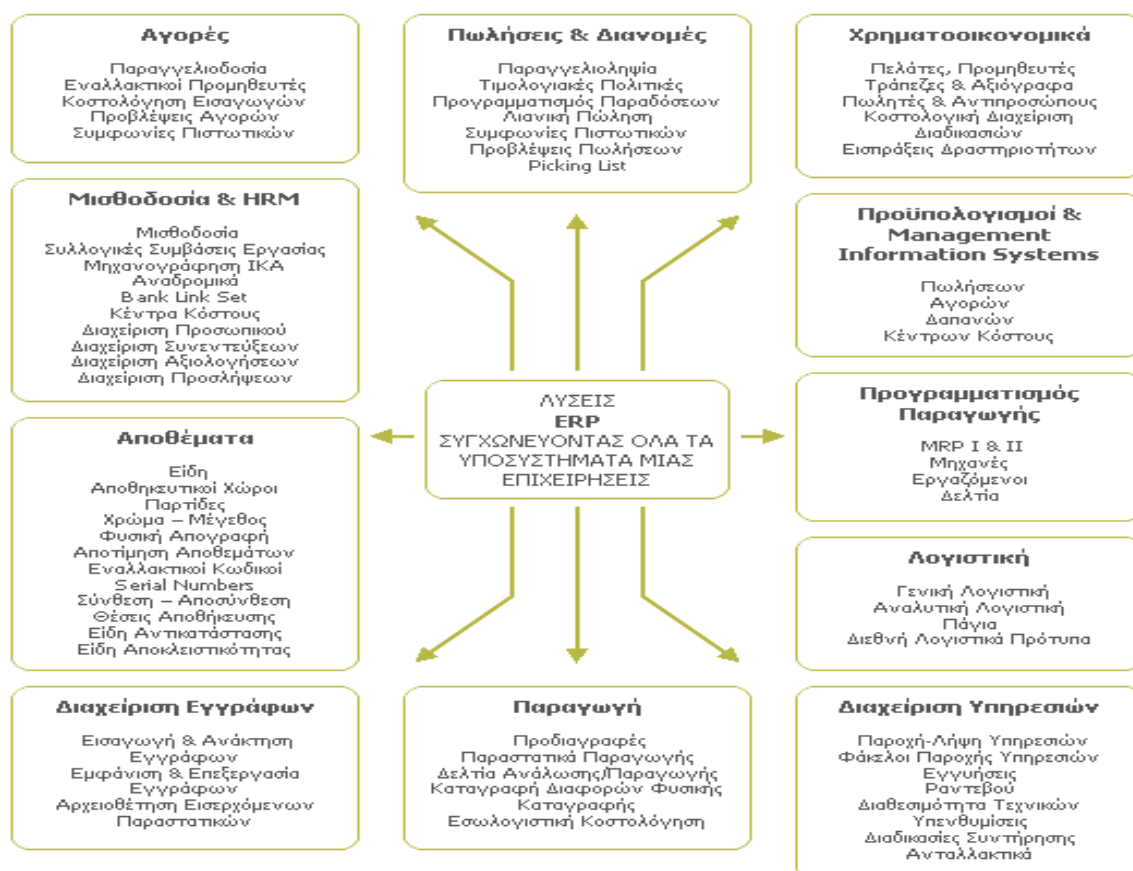 Αγορές
Παραγγελιοδοσία
Εναλλακτικοί Προμηθευτές
Κοστολόγηση Εισαγωγών
Προβλέψεις Αγορών
Συμφωνίες Πιστωτικών
Πωλήσεις & Διανομές
Παραγγελιοληψία
Τιμολογιακές Πολιτικές
Προγραμματισμός Παραδόσεων
Λιανική Πώληση
Συμφωνίες Πιστωτικών
Προβλέψεις Πωλήσεων
Picking List
Χρηματοοικονομικά
Πελάτες, Προμηθευτές
Τράπεζες & Αξιόγραφα
Πωλητές & Αντιπροσώπους
Κοστολογική Διαχείριση
Διαδικασιών
Εισπράξεις Δραστηριοτήτων
Μισθοδοσία & HRM
Μισθοδοσία
Συλλογικές Συμβάσεις Εργασίας
Μηχανογράφηση ΙΚΑ
Αναδρομικά
Bank Link Set
Κέντρα Κόστους
Διαχείριση Προσωπικού
Διαχείριση Συνεντεύξεων
Διαχείριση Αξιολογήσεων
Διαχείριση Προσλήψεων
Προϋπολογισμοί &
Management
Information Systems
Πωλήσεων
Αγορών
Δαπανών
Κέντρων Κόστους
ΛΥΣΕΙΣ
ERP
ΣΥΓΧΩΝΕΥΟΝΤΑΣ ΟΛΑ ΤΑ
ΥΠΟΣΥΣΤΗΜΑΤΑ ΜΙΑΣ
ΕΠΙΧΕΙΡΗΣΕΙΣ
Προγραμματισμός
Παραγωγής
MRP I & II
Μηχανές
Εργαζόμενοι
Δελτία
Αποθέματα
Είδη
Αποθηκευτικοί Χώροι
Παρτίδες
Χρώμα – Μέγεθος
Φυσική Απογραφή
Αποτίμηση Αποθεμάτων
Εναλλακτικοί Κωδικοί
Serial Numbers
Σύνθεση – Αποσύνθεση
Θέσεις Αποθήκευσης
Είδη Αντικατάστασης
Είδη Αποκλειστικότητας
Λογιστική
Γενική Λογιστική
Αναλυτική Λογιστική
Πάγια
Διεθνή Λογιστικά Πρότυπα
Διαχείριση Εγγράφων
Εισαγωγή & Ανάκτηση
Εγγράφων
Εμφάνιση & Επεξεργασία
Εγγράφων
Αρχειοθέτηση Εισερχόμενων
Παραστατικών
Παραγωγή
Προδιαγραφές
Παραστατικά Παραγωγής
Δελτία Ανάλωσης/Παραγωγής
Καταγραφή Διαφορών Φυσικής
Καταγραφής
Εσωλογιστική Κοστολόγηση
Διαχείριση Υπηρεσιών
Παροχή-Λήψη Υπηρεσιών
Φάκελοι Παροχής Υπηρεσιών
Εγγυήσεις
Ραντεβού
Διαθεσιμότητα Τεχνικών
Υπενθυμίσεις
Διαδικασίες Συντήρησης
Ανταλλακτικά